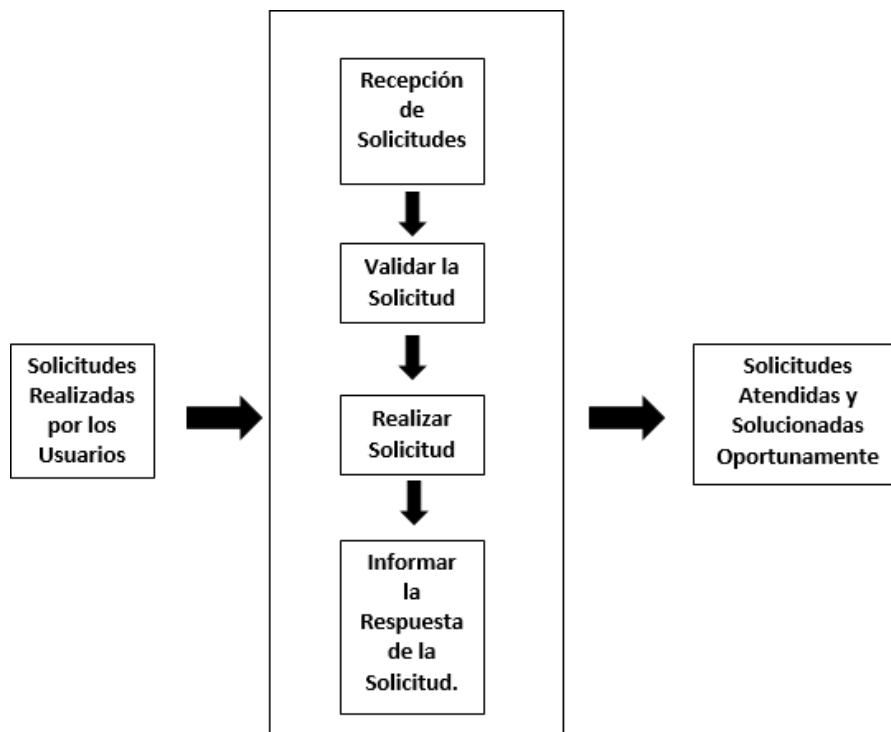 Solicitudes
Realizadas
por los
Usuarios
Recepción
de
Solicitudes
Validar la
Solicitud
Realizar
Solicitud
Informar
la
Respuesta
de la
Solicitud.
Solicitudes
Atendidas y
Solucionadas
Oportunamente